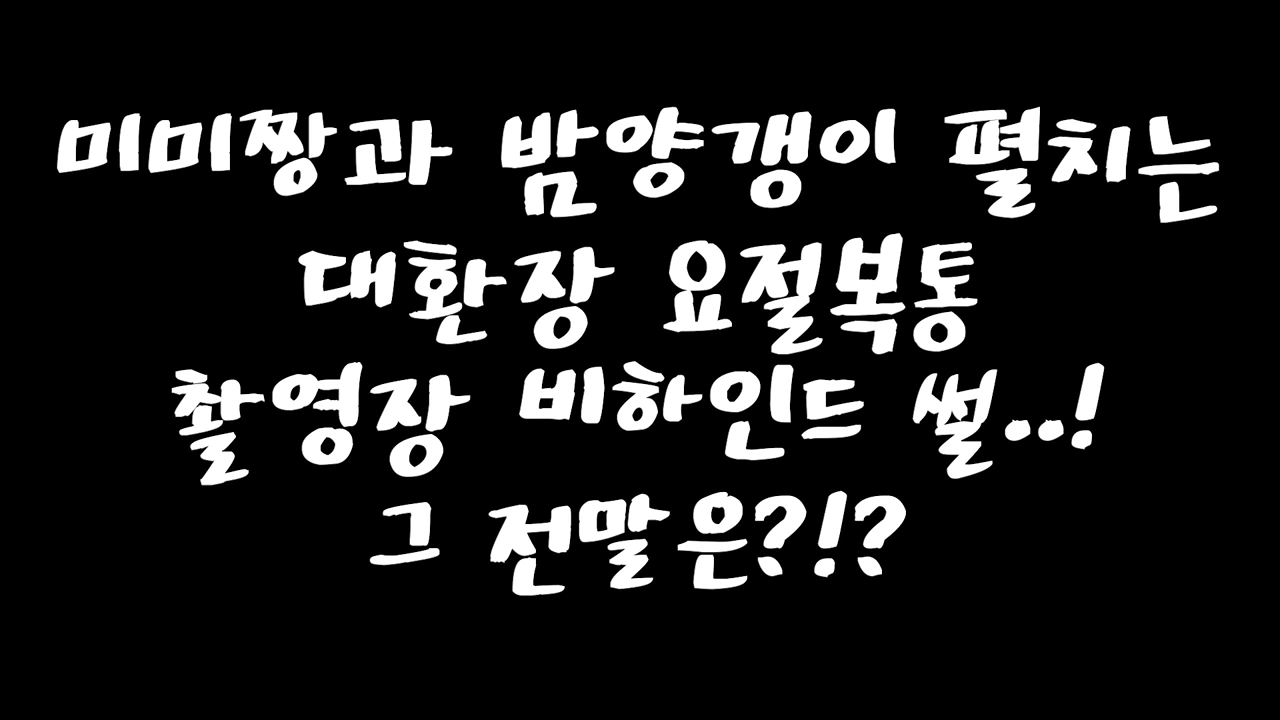 미미짱과 밤양갱이 펼치는
대환장 요절복통
촬영장 비하인드 썰..!
그 전말은?!?